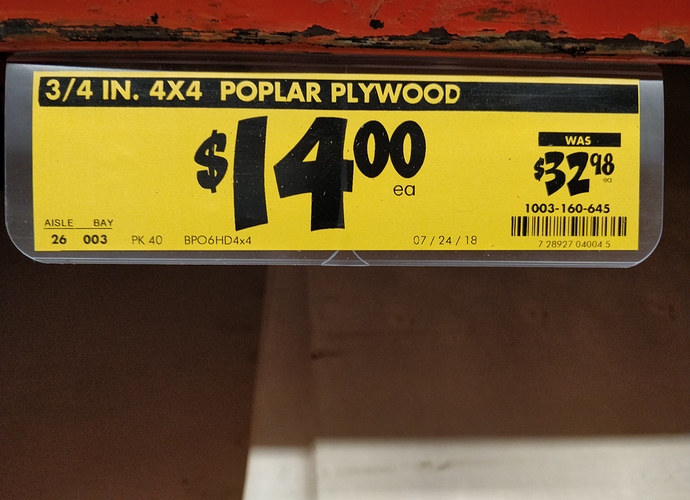 3/4 IN. 4X4 POPLAR PLYWOOD
$14.00
ea
WAS
$32.98
ea
1003-160-645
AISLE BAY
26 003 PK 40 BPO6HD4x4 07/24/18
7 28927 04004 5